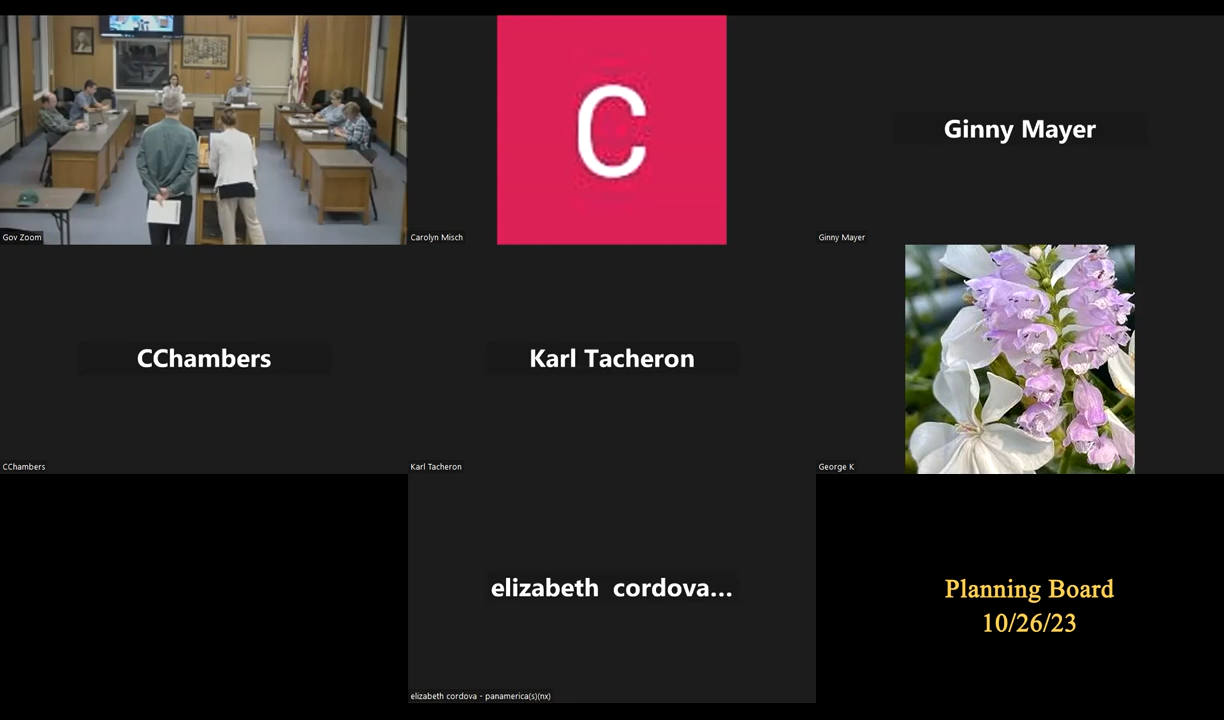 Gov Zoom
C
Carolyn Misch
Ginny Mayer
Ginny Mayer
CChambers
CChambers
Karl Tacheron
Karl Tacheron
George K
elizabeth cordova...
elizabeth cordova - panamerica(s)(nx)
Planning Board
10/26/23